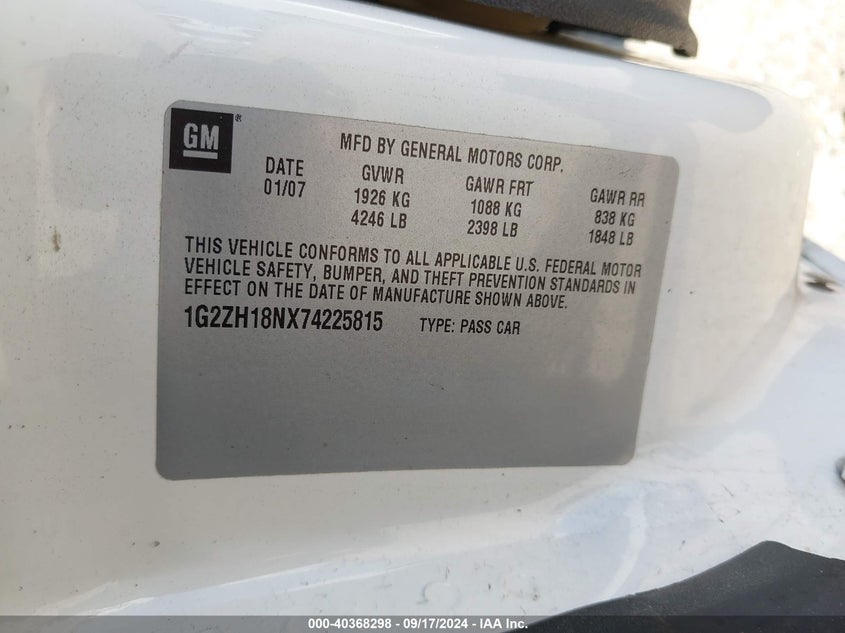 GM®
MFD BY GENERAL MOTORS CORP.
DATE GVWR GAWR FRT GAWR RR
01/07 1926 KG 1088 KG 838 KG
4246 LB 2398 LB 1848 LB
THIS VEHICLE CONFORMS TO ALL APPLICABLE U.S. FEDERAL MOTOR
VEHICLE SAFETY, BUMPER, AND THEFT PREVENTION STANDARDS IN
EFFECT ON THE DATE OF MANUFACTURE SHOWN ABOVE.
1G2ZH18NX74225815 TYPE: PASS CAR
000-40368298 - 09/17/2024 - IAA Inc.